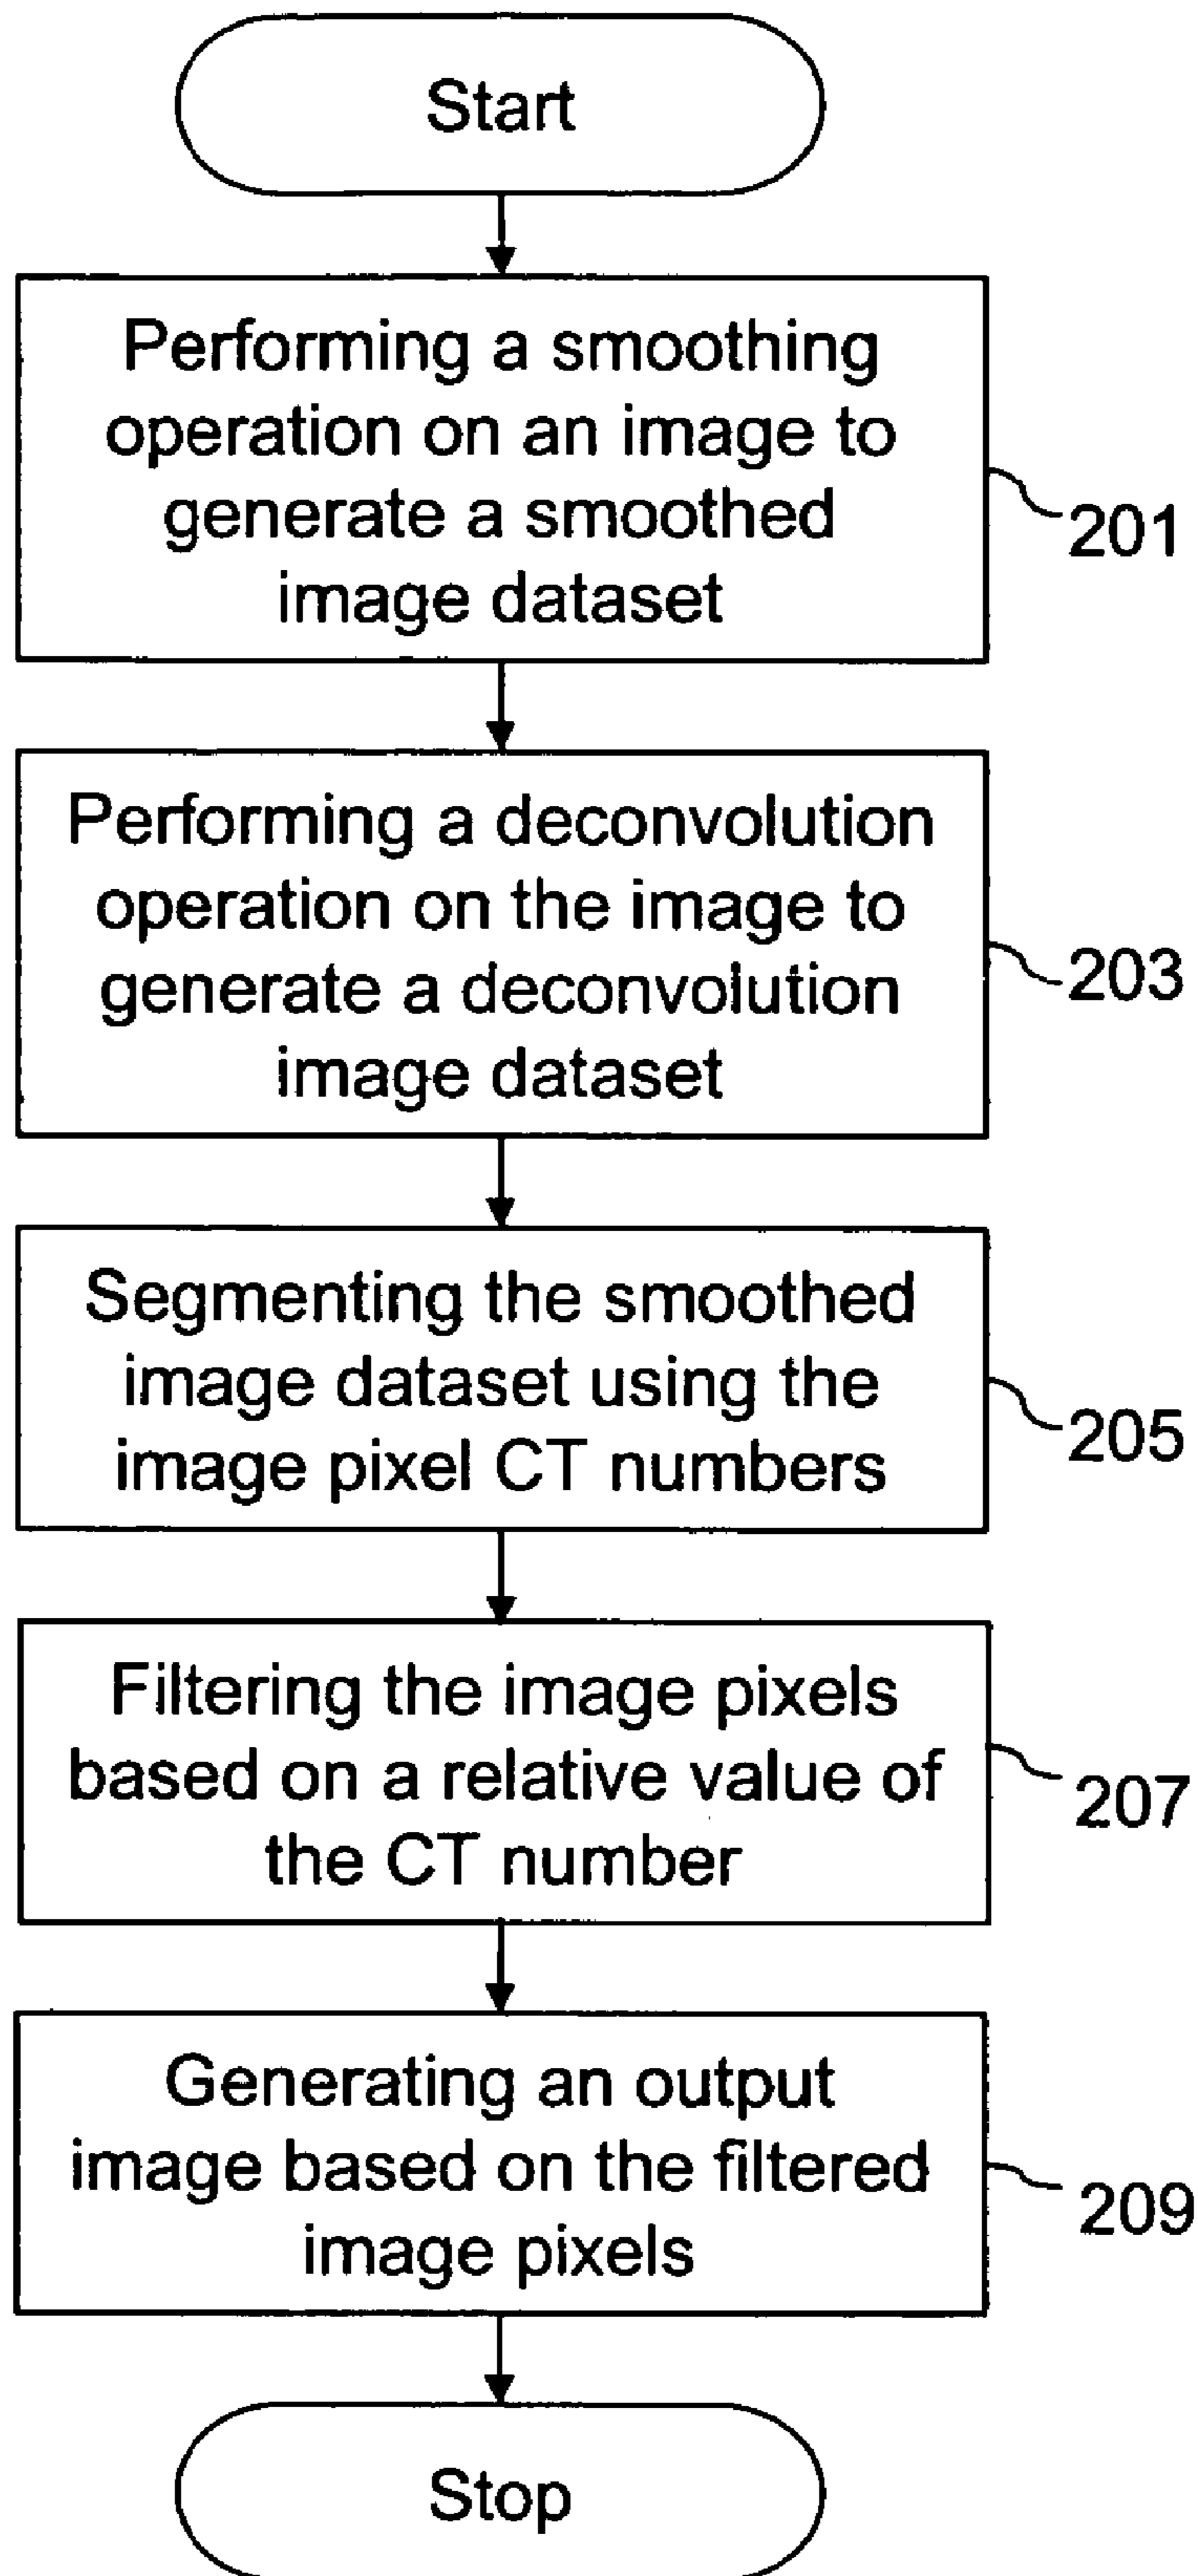 Start
Performing a smoothing
operation on an image to
generate a smoothed
image dataset
201
Performing a deconvolution
operation on the image to
generate a deconvolution
image dataset
203
Segmenting the smoothed
image dataset using the
image pixel CT numbers
205
Filtering the image pixels
based on a relative value of
the CT number
207
Generating an output
image based on the filtered
image pixels
209
Stop